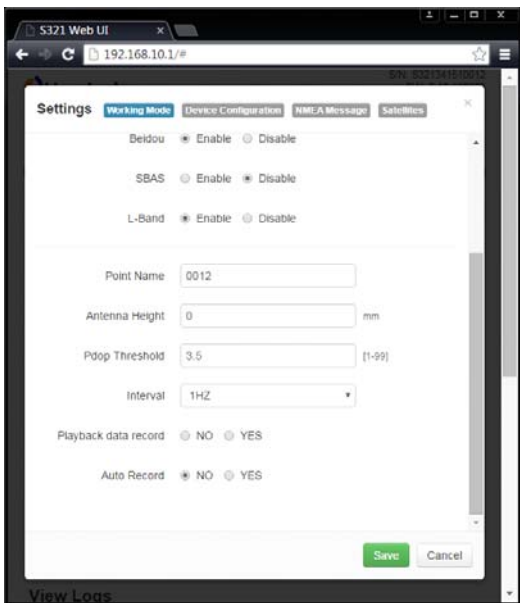 S321 Web UI
192.168.10.1/#
S/N: S321341510012
Settings Working Mode Device Configuration NMEA Message Satellites
Beidou Enable Disable
SBAS Enable Disable
L-Band Enable Disable
Point Name 0012
Antenna Height 0 mm
Pdop Threshold 3.5 [1-99]
Interval 1HZ
Playback data record NO YES
Auto Record NO YES
Save Cancel
View Logs